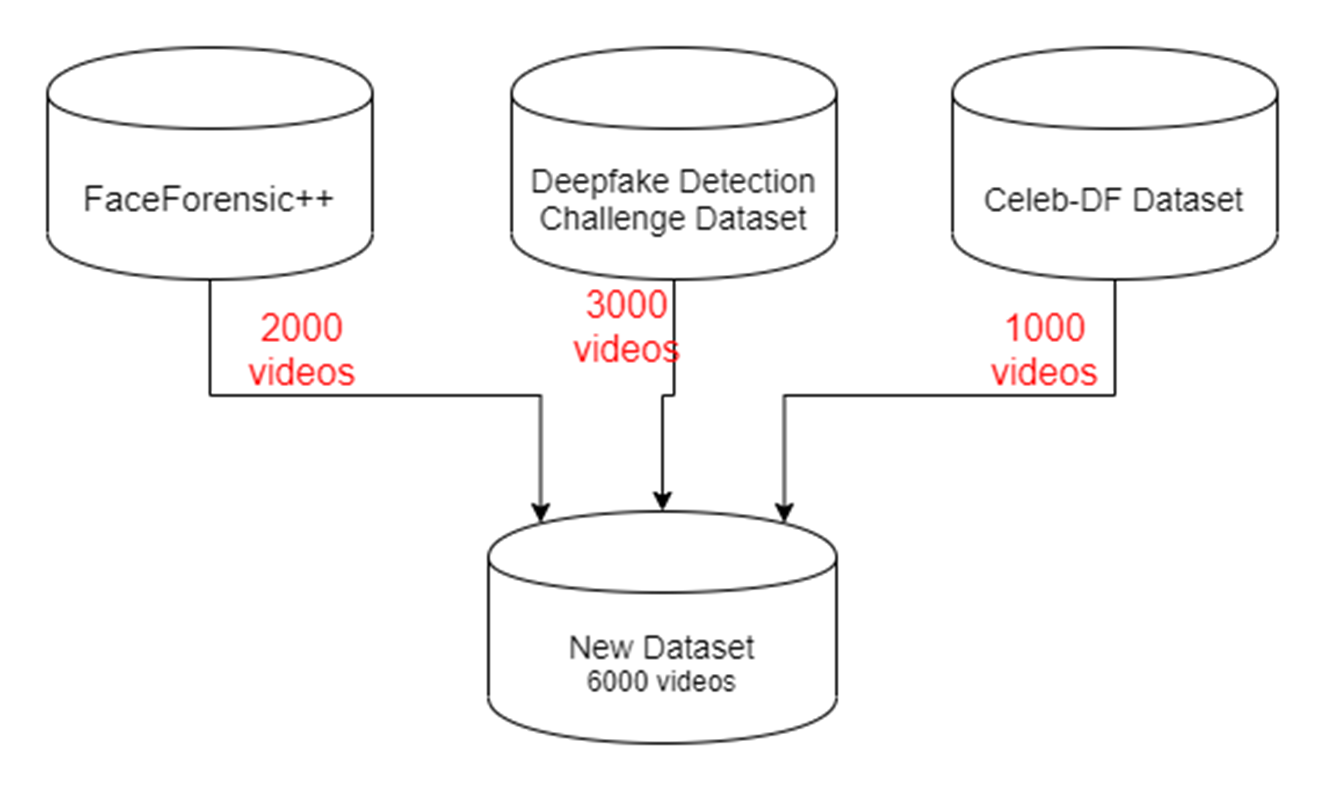 FaceForensic++
Deepfake Detection
Challenge Dataset
Celeb-DF Dataset
2000
videos
3000
videos
1000
videos
New Dataset
6000 videos